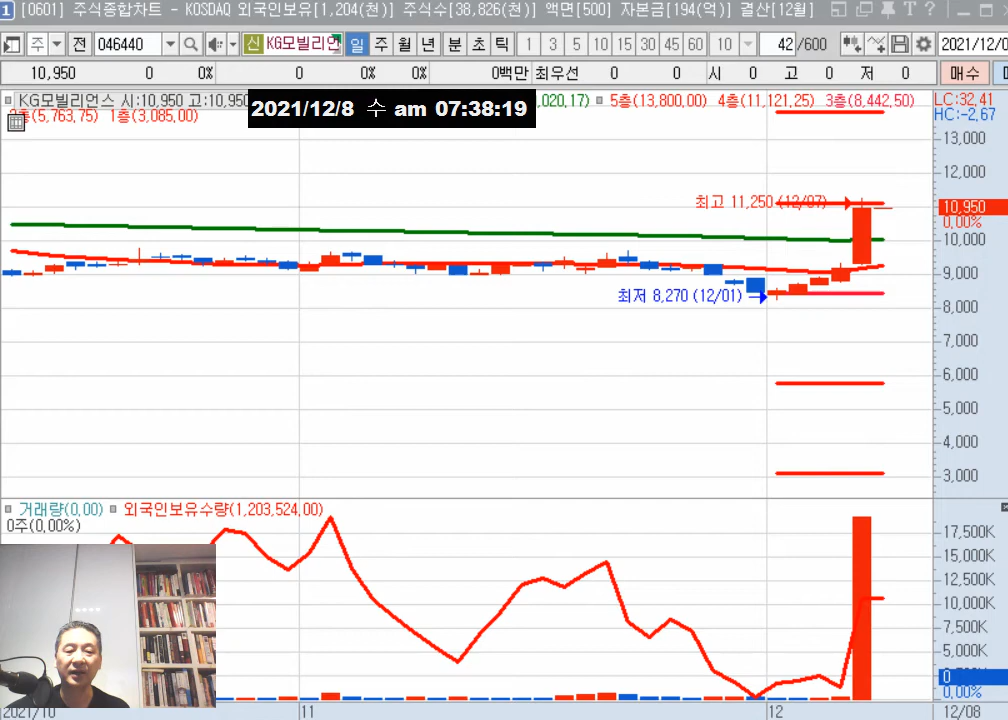 1 [0601] 주식종합차트 - KOSDAQ 외국인보유[1,204(천)] 주식수[38,826(천)] 액면[500] 자본금[194(억)] 결산[12월]
주 전 046440 신 KG모빌리언 일 주 월 년 분 초 틱 1 3 5 10 15 30 45 60 10 42 /600 2021/12/0
10,950 0 0% 0 0% 0% 0백만 최우선 0 0 시 0 고 0 저 0 매수
KG모빌리언스 시:10,950 고:10,950 ,020,17) 5층(13,800,00) 4층(11,121,25) 3층(8,442,50) LC:32,41
2021/12/8 수 am 07:38:19
층(5,763,75) 1층(3,085,00) HC:-2,67
13,000
12,000
최고 11,250 (12/07)
10,950
0,00%
10,000
9,000
최저 8,270 (12/01)
8,000
7,000
6,000
5,000
4,000
3,000
거래량(0,00) 외국인보유수량(1,203,524,00)
0주(0,00%)
17,500K
15,000K
12,500K
10,000K
7,500K
5,000K
0
0,00%
2021/10 11 12 12/08